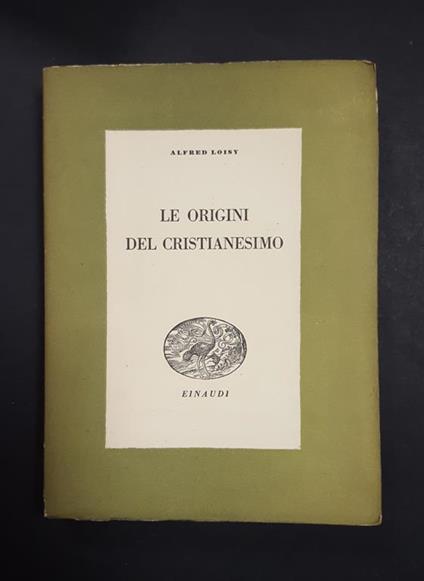 ALFRED LOISY
LE ORIGINI
DEL CRISTIANESIMO
EINAUDI